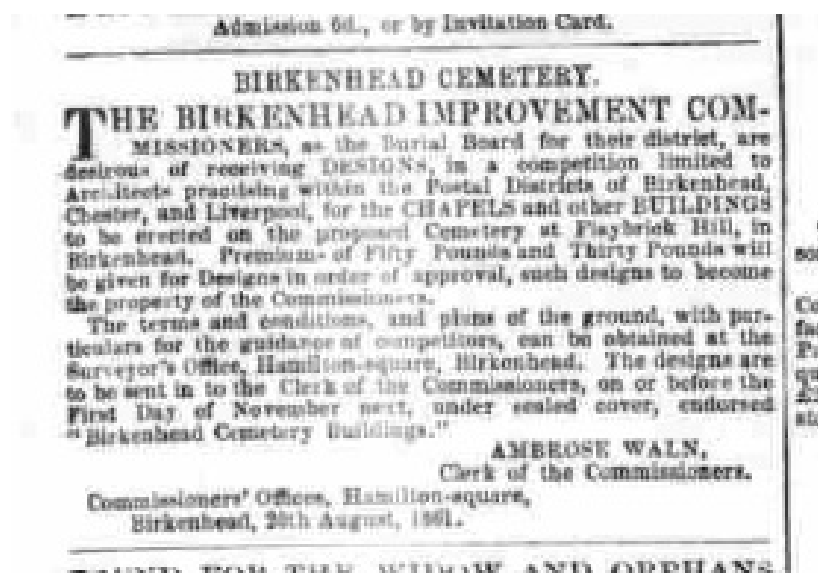 Admission 6d., or by Invitation Card.
BIRKENHEAD CEMETERY.
THE BIRKENHEAD IMPROVEMENT COM-
MISSIONERS, as the Burial Board for their district, are
desirous of receiving DESIGNS, in a competition limited to
Architects practising within the Postal Districts of Birkenhead,
Chester, and Liverpool, for the CHAPELS and other BUILDINGS
to be erected on the proposed Cemetery at Flaybrick Hill, in
Birkenhead. Premiums of Fifty Pounds and Thirty Pounds will
be given for Designs in order of approval, such designs to become
the property of the Commissioners.
The terms and conditions, and plans of the ground, with par-
ticulars for the guidance of competitors, can be obtained at the
Surveyor's Office, Hamilton-square, Birkenhead. The designs are
to be sent in to the Clerk of the Commissioners, on or before the
First Day of November next, under sealed cover, endorsed
"Birkenhead Cemetery Buildings."
AMBROSE WALN,
Clerk of the Commissioners.
Commissioners' Offices, Hamilton-square,
Birkenhead, August, 1861.
FOR THE WIDOW AND ORPHANS